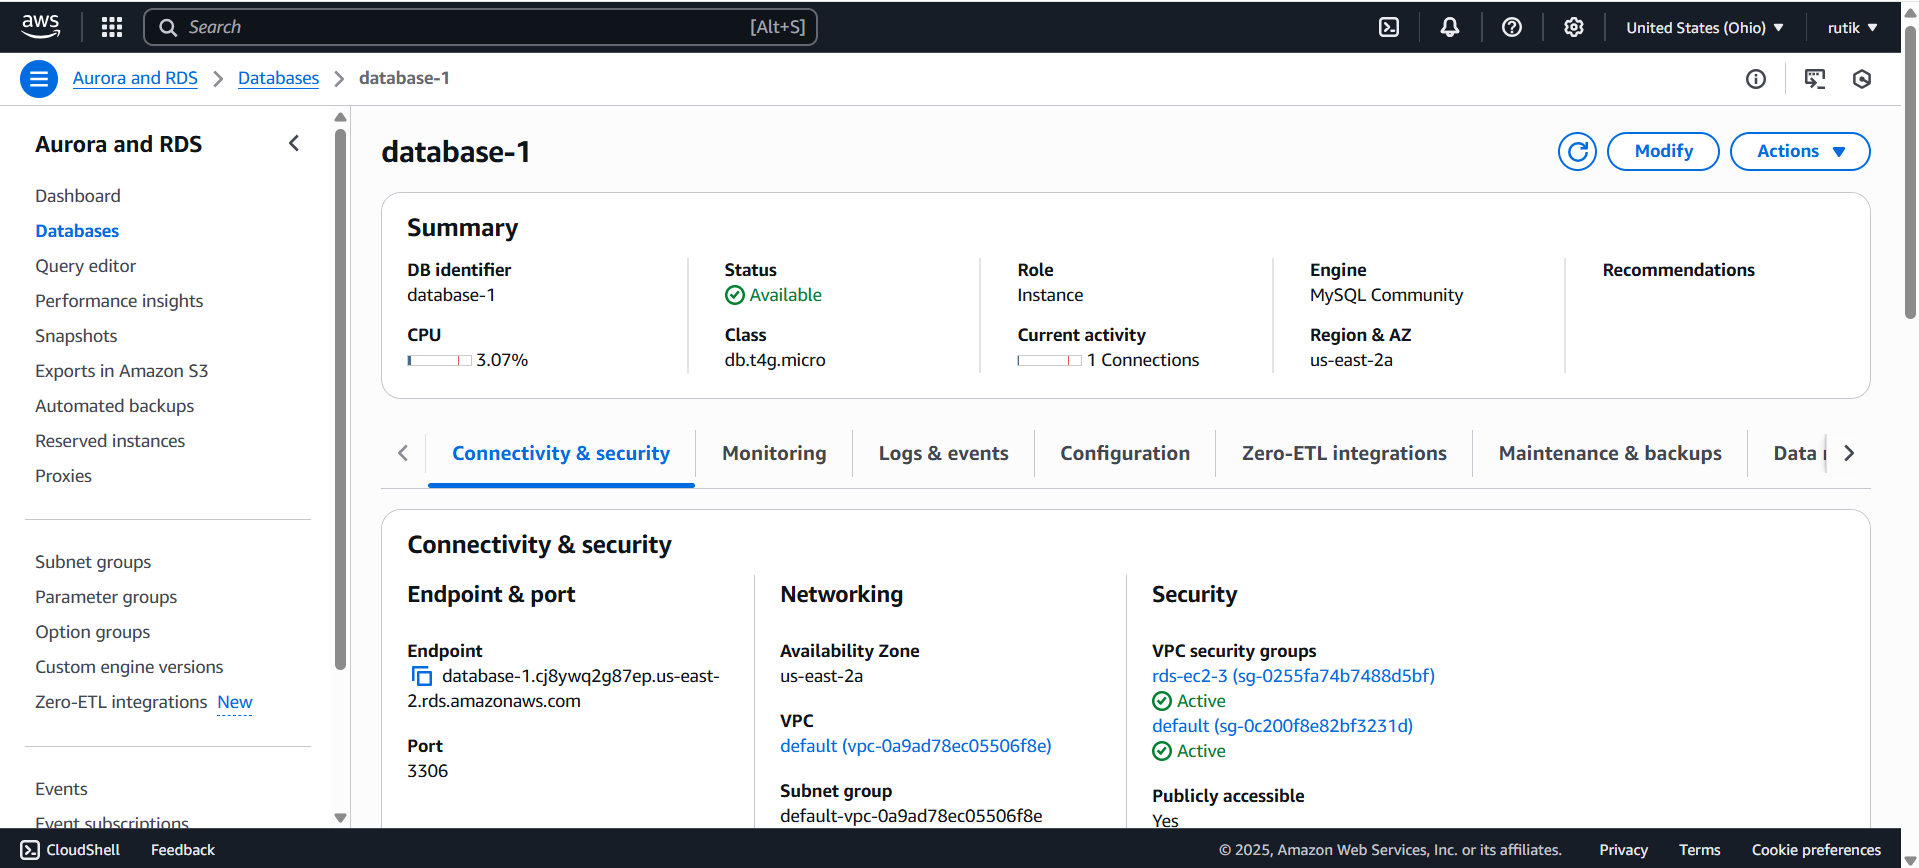 aws
Search [Alt+S]
United States (Ohio)
rutik
Aurora and RDS
Databases
database-1
Aurora and RDS
Dashboard
Databases
Query editor
Performance insights
Snapshots
Exports in Amazon S3
Automated backups
Reserved instances
Proxies
Subnet groups
Parameter groups
Option groups
Custom engine versions
Zero-ETL integrations New
Events
Event subscriptions
database-1
Modify
Actions
Summary
DB identifier
database-1
CPU
3.07%
Status
Available
Class
db.t4g.micro
Role
Instance
Current activity
1 Connections
Engine
MySQL Community
Region & AZ
us-east-2a
Recommendations
Connectivity & security
Monitoring
Logs & events
Configuration
Zero-ETL integrations
Maintenance & backups
Data
Connectivity & security
Endpoint & port
Endpoint
database-1.cj8ywq2g87ep.us-east-
2.rds.amazonaws.com
Port
3306
Networking
Availability Zone
us-east-2a
VPC
default (vpc-0a9ad78ec05506f8e)
Subnet group
default-vpc-0a9ad78ec05506f8e
Security
VPC security groups
rds-ec2-3 (sg-0255fa74b7488d5bf)
Active
default (sg-0c200f8e82bf3231d)
Active
Publicly accessible
Yes
CloudShell
Feedback
© 2025, Amazon Web Services, Inc. or its affiliates.
Privacy
Terms
Cookie preferences